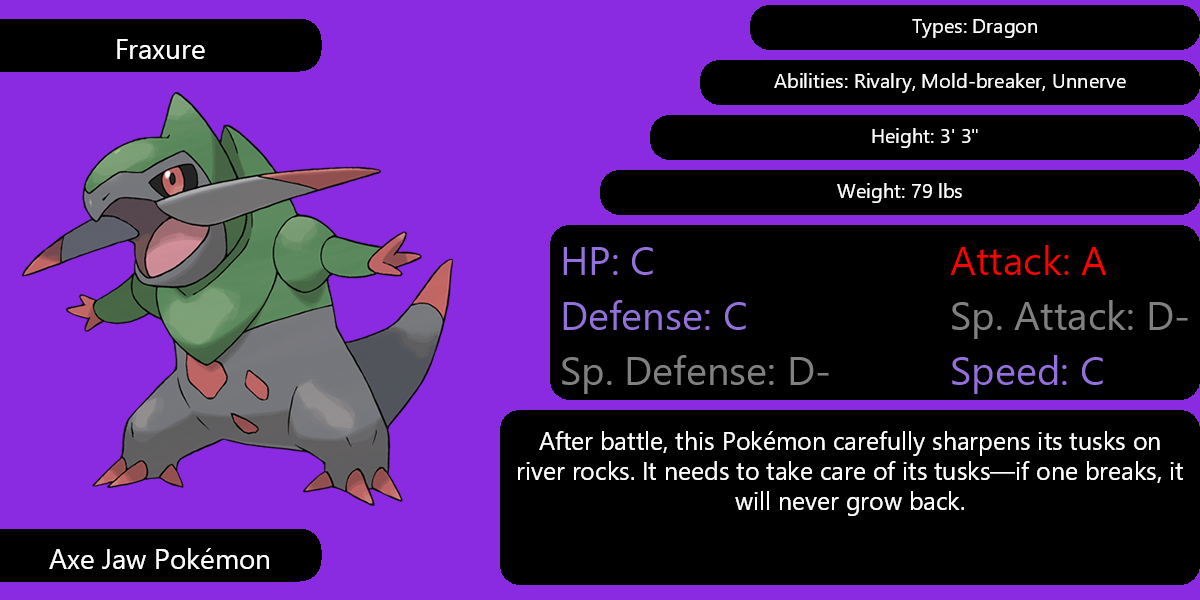 Fraxure
Types: Dragon
Abilities: Rivalry, Mold-breaker, Unnerve
Height: 3' 3"
Weight: 79 lbs
HP: C
Attack: A
Defense: C
Sp. Attack: D-
Sp. Defense: D-
Speed: C
After battle, this Pokémon carefully sharpens its tusks on
river rocks. It needs to take care of its tusks—if one breaks, it
will never grow back.
Axe Jaw Pokémon